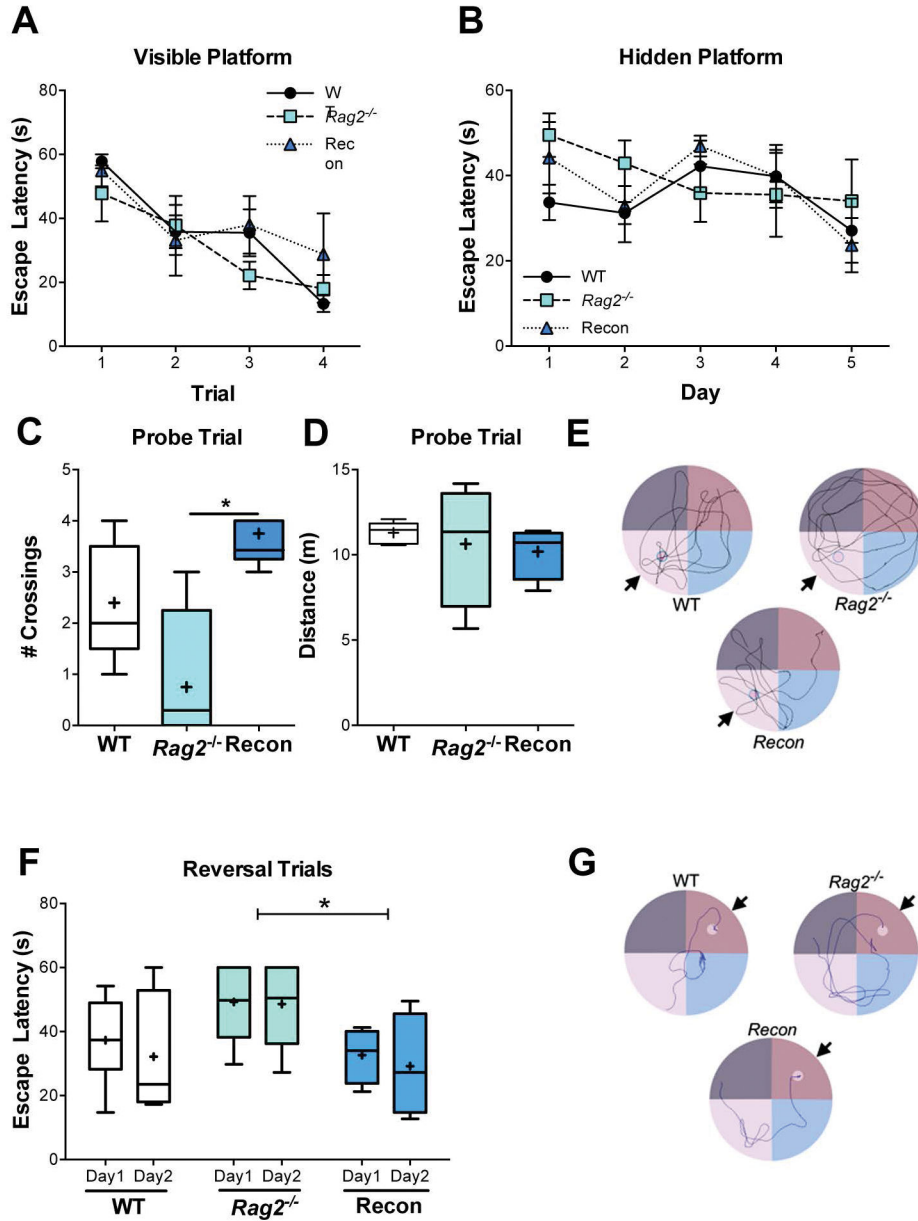 A
Visible Platform
Escape Latency (s)
80
60
40
20
0
1 2 3 4
Trial
W
T
Rag2-/-
Rec
on
B
Hidden Platform
Escape Latency (s)
60
40
20
0
WT
Rag2-/-
Recon
1 2 3 4 5
Day
C
Probe Trial
# Crossings
5
4
3
2
1
0
*
WT Rag2-/- Recon
D
Probe Trial
Distance (m)
15
10
5
0
WT Rag2-/- Recon
E
WT
Rag2-/-
Recon
F
Reversal Trials
Escape Latency (s)
80
60
40
20
0
*
Day1 Day2 Day1 Day2 Day1 Day2
WT Rag2-/- Recon
G
WT
Rag2-/-
Recon